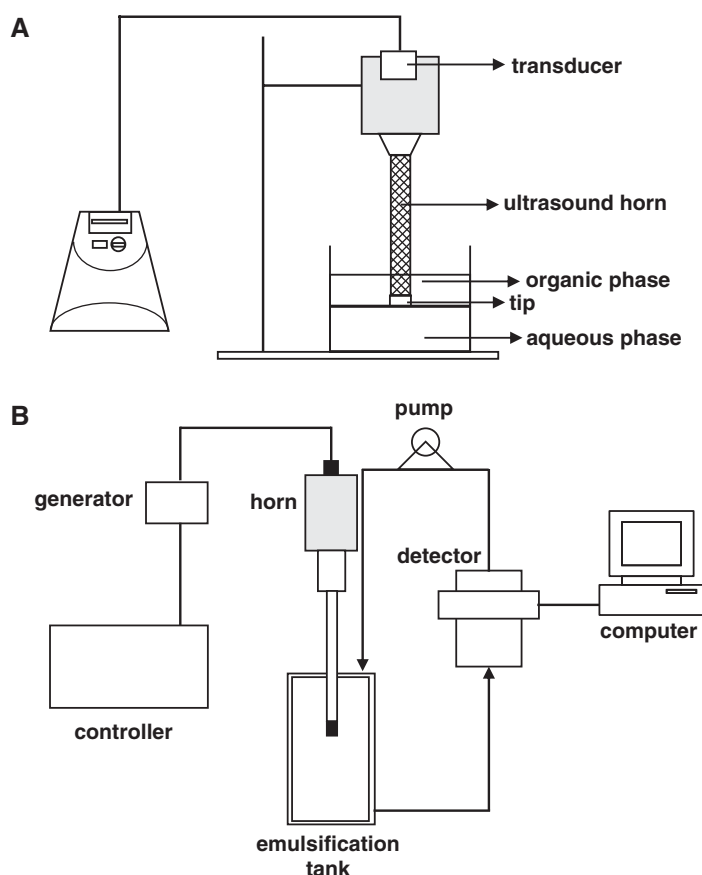 A
transducer
ultrasound horn
organic phase
tip
aqueous phase
B
pump
generator
horn
detector
computer
controller
emulsification
tank